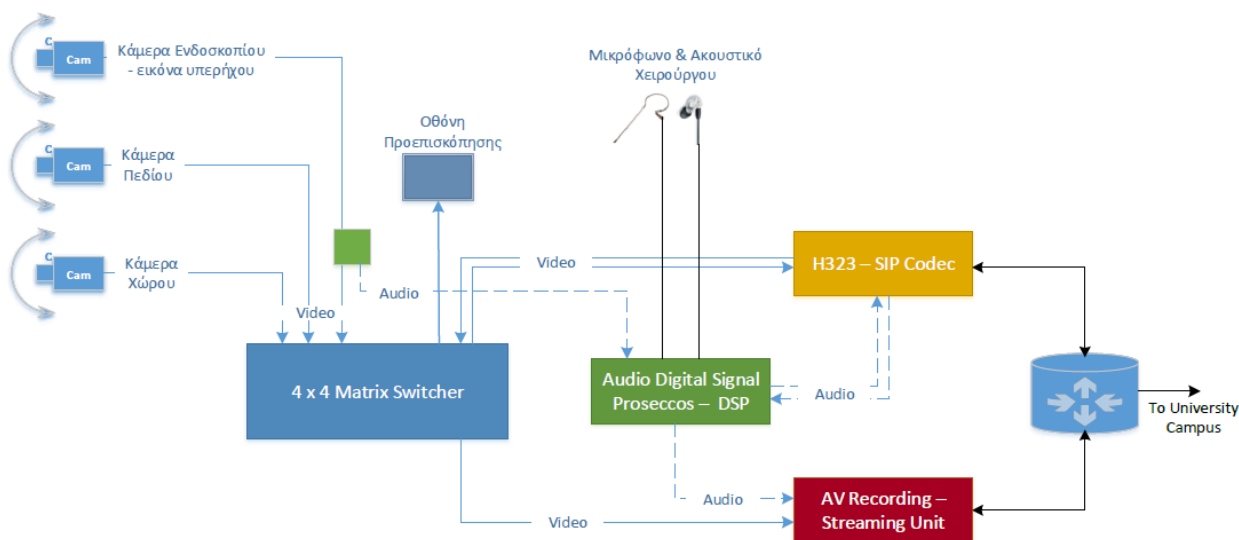 C
Cam
Κάμερα Ενδοσκοπίου
- εικόνα υπερήχου
Μικρόφωνο & Ακουστικό
Χειρούργου
Οθόνη
Προεπισκόπησης
C
Cam
Κάμερα
Πεδίου
C
Cam
Κάμερα
Χώρου
Video
Audio
Video
H323 – SIP Codec
4 x 4 Matrix Switcher
Audio Digital Signal
Proseccos – DSP
Audio
To University
Campus
Audio
Video
AV Recording –
Streaming Unit